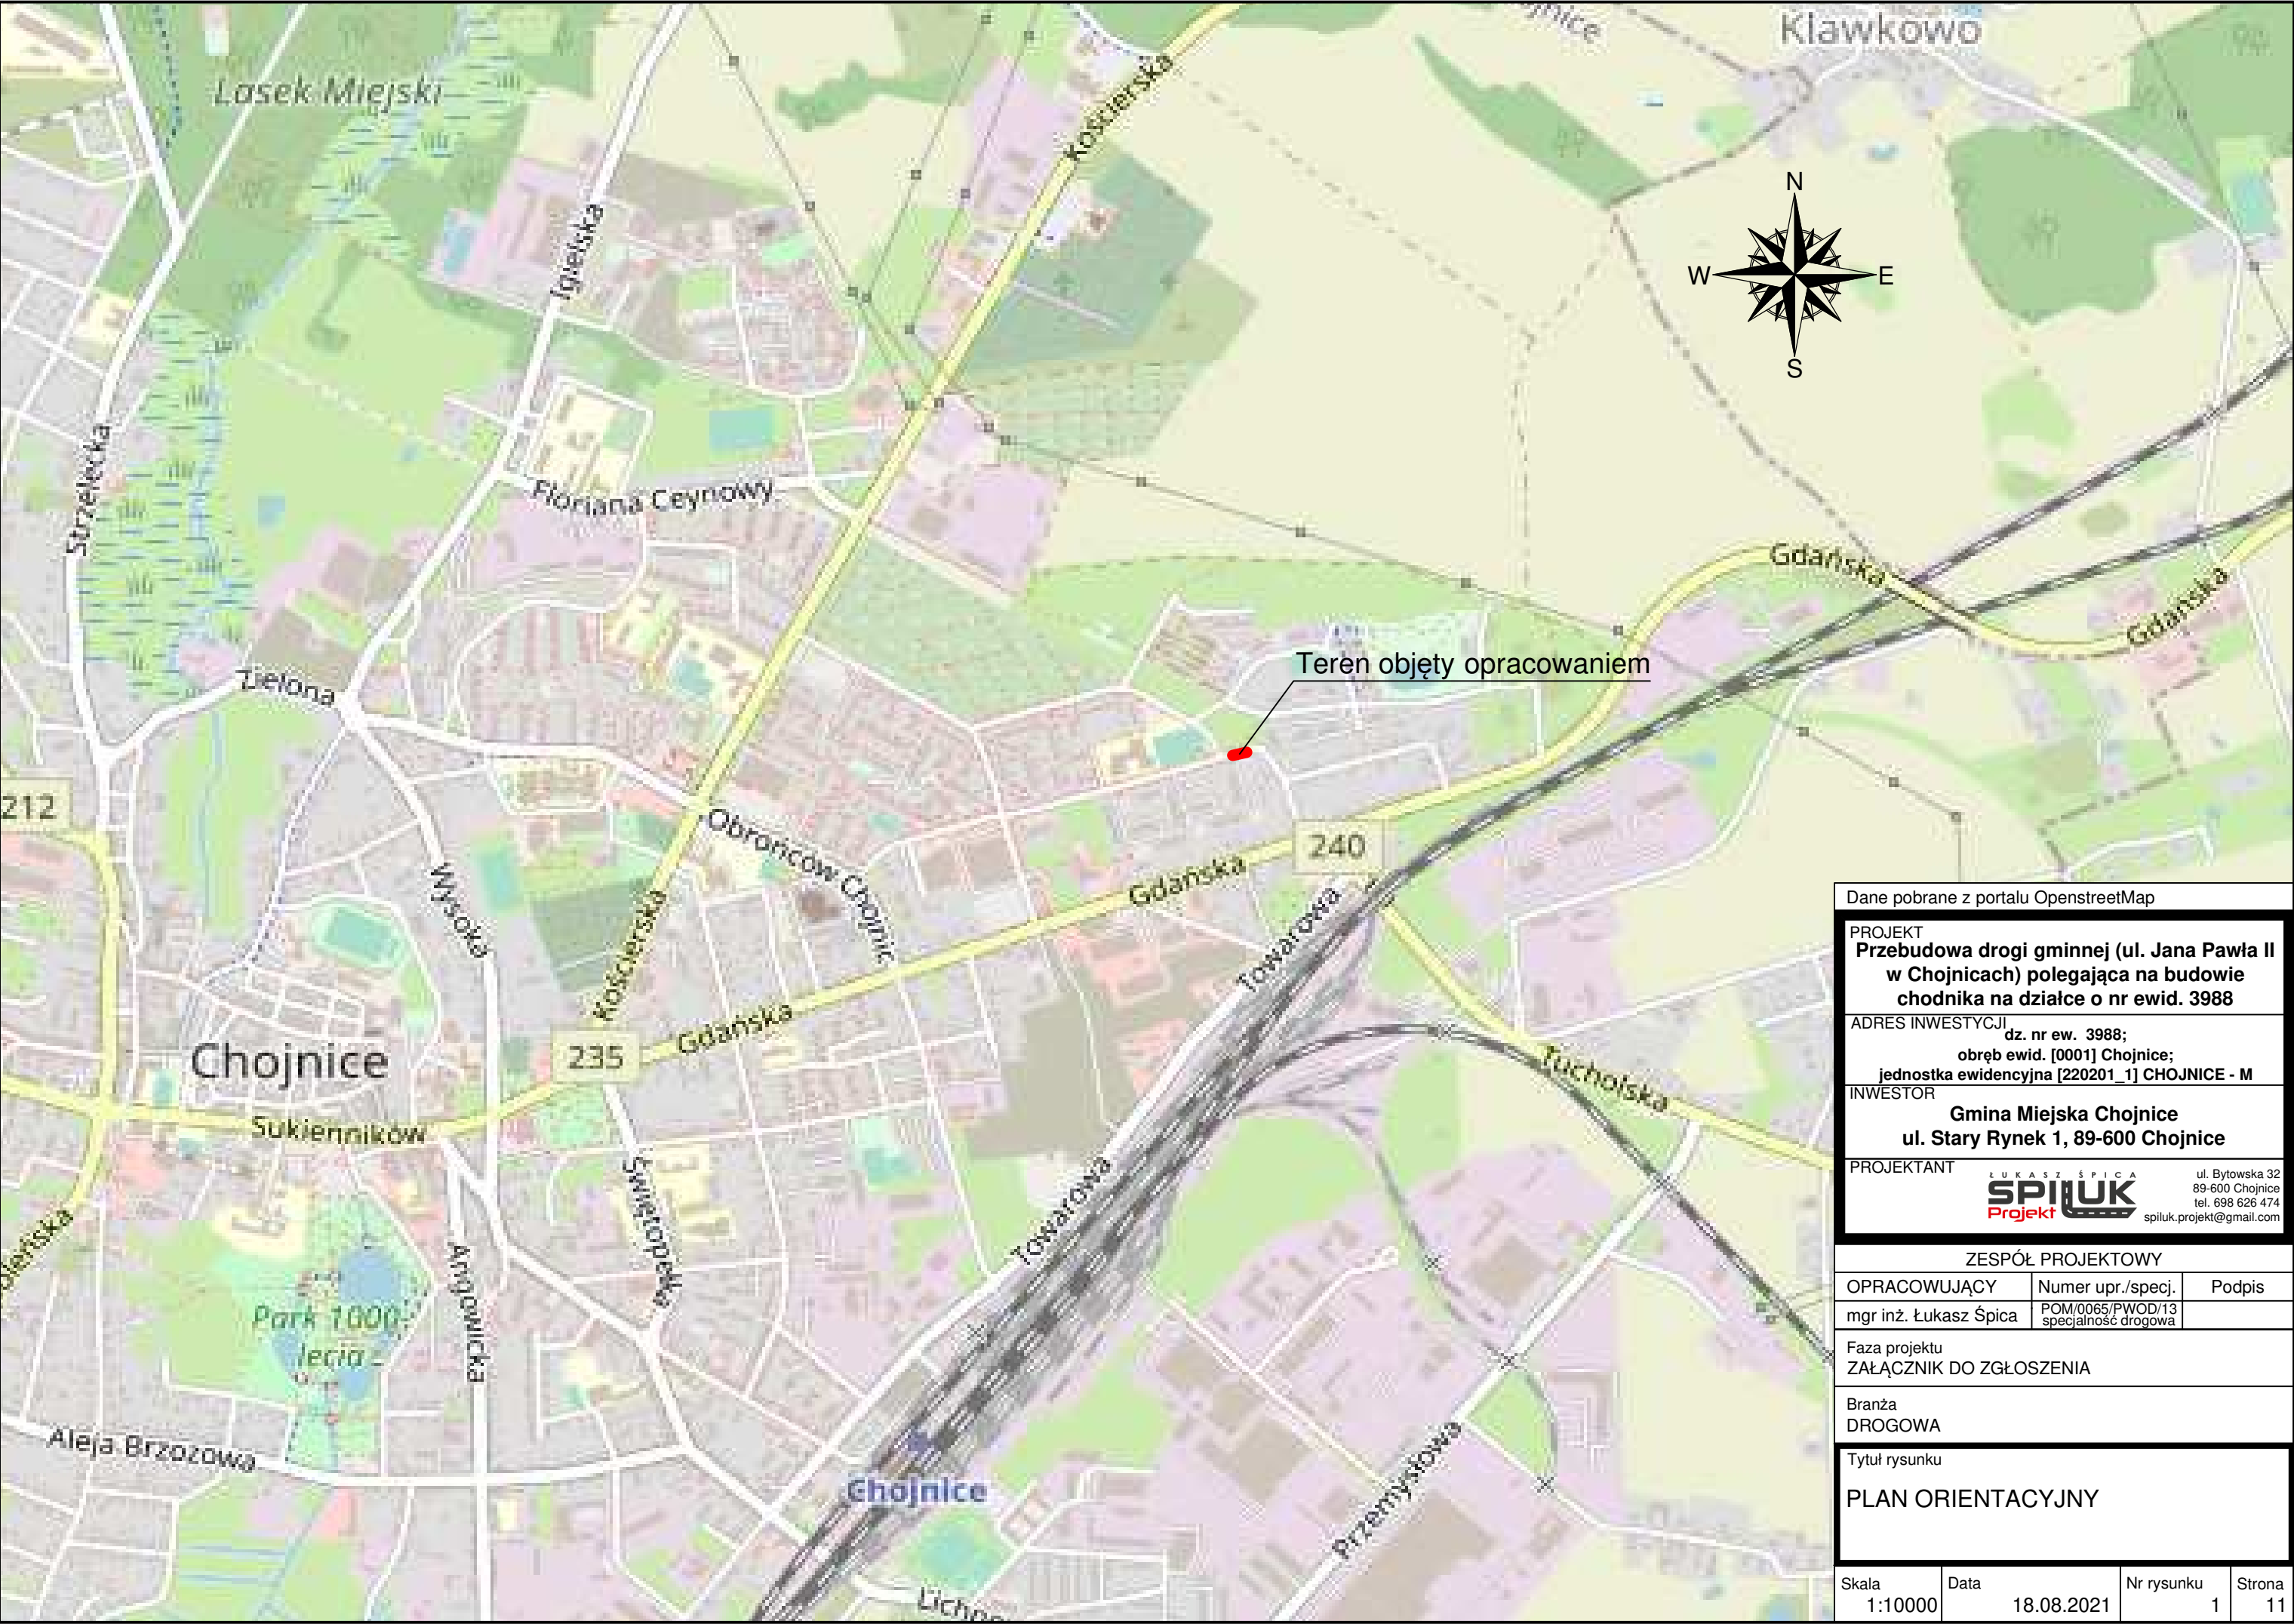 Klawkowo
Lasek Miejski
Kościerska
N
W
E
S
Igielska
Strzelecka
Floriana Ceynowy
Gdańska
Gdańska
Teren objęty opracowaniem
Zielona
212
Obrońców Chojnic
240
Gdańska
Wysoka
Kościerska
Towarowa
Gdańska
235
Chojnice
Tucholska
Sukienników
Świętopełka
Towarowa
Angowicka
Park 1000-
lecia
Aleja Brzozowa
Chojnice
Przemysłowa
Dane pobrane z portalu OpenstreetMap
PROJEKT
Przebudowa drogi gminnej (ul. Jana Pawła II
w Chojnicach) polegająca na budowie
chodnika na działce o nr ewid. 3988
ADRES INWESTYCJI
dz. nr ew. 3988;
obręb ewid. [0001] Chojnice;
jednostka ewidencyjna [220201_1] CHOJNICE - M
INWESTOR
Gmina Miejska Chojnice
ul. Stary Rynek 1, 89-600 Chojnice
PROJEKTANT
ŁUKASZ ŚPICA
SPILUK
Projekt
ul. Bytowska 32
89-600 Chojnice
tel. 698 626 474
spiluk.projekt@gmail.com
ZESPÓŁ PROJEKTOWY
OPRACOWUJĄCY Numer upr./specj. Podpis
mgr inż. Łukasz Śpica POM/0065/PWOD/13
specjalność drogowa
Faza projektu
ZAŁĄCZNIK DO ZGŁOSZENIA
Branża
DROGOWA
Tytuł rysunku
PLAN ORIENTACYJNY
Skala Data Nr rysunku Strona
1:10000 18.08.2021 1 11